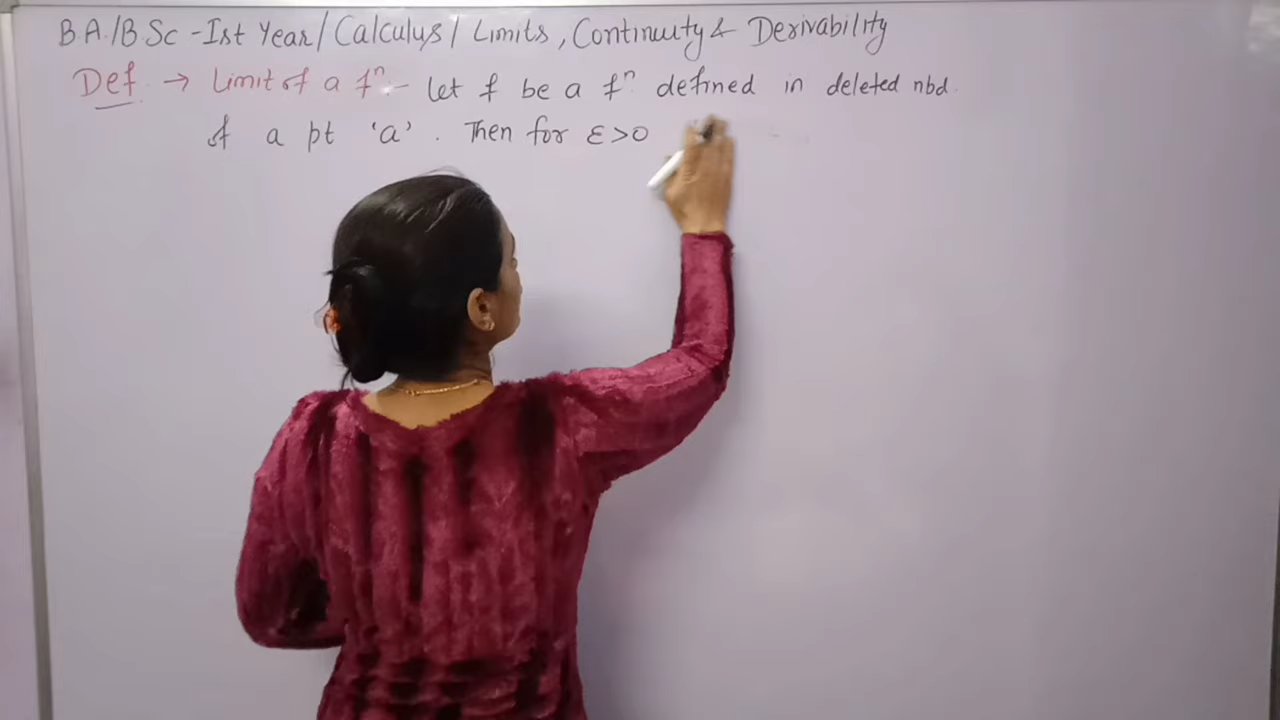 B.A./B.Sc - Ist Year / Calculus / Limits, Continuity & Derivability
Def → Limit of a fⁿ :- Let f be a fⁿ defined in deleted nbd.
of a pt 'a'. Then for ε>0